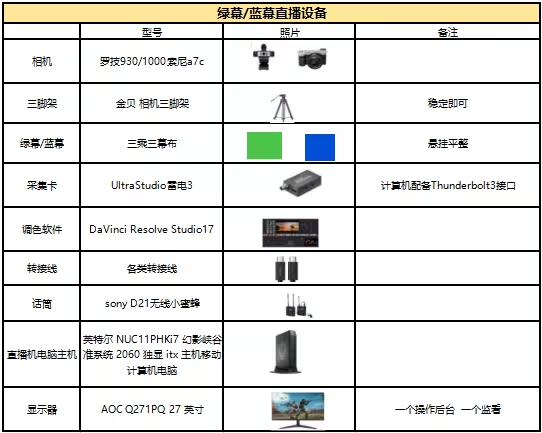 绿幕/蓝幕直播设备
型号 照片 备注
相机 罗技930/1000索尼a7c
三脚架 金贝 相机三脚架 稳定即可
绿幕/蓝幕 三乘三幕布 悬挂平整
采集卡 UltraStudio雷电3 计算机配备Thunderbolt3接口
调色软件 DaVinci Resolve Studio17
转接线 各类转接线
话筒 sony D21无线小蜜蜂
直播机电脑主机 英特尔 NUC11PHKi7 幻影峡谷
准系统 2060 独显 itx 主机移动
计算机电脑
显示器 AOC Q271PQ 27 英寸 一个操作后台 一个监看